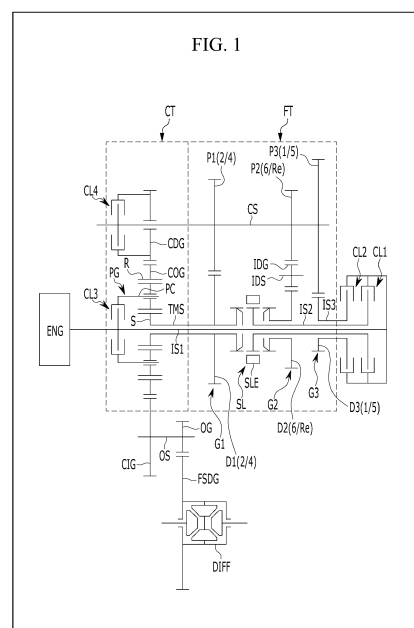 FIG. 1
CT
FT
P3(1/5)
P1(2/4)
P2(6/Re)
CL4
CS
CDG
IDG
CL2
CL1
R
COG
IDS
PG
PC
IS3
CL3
TMS
IS2
S
ENG
IS1
SLE
G3
SL
G2
D3(1/5)
G1
OG
OS
D2(6/Re)
D1(2/4)
CIG
FSDG
DIFF